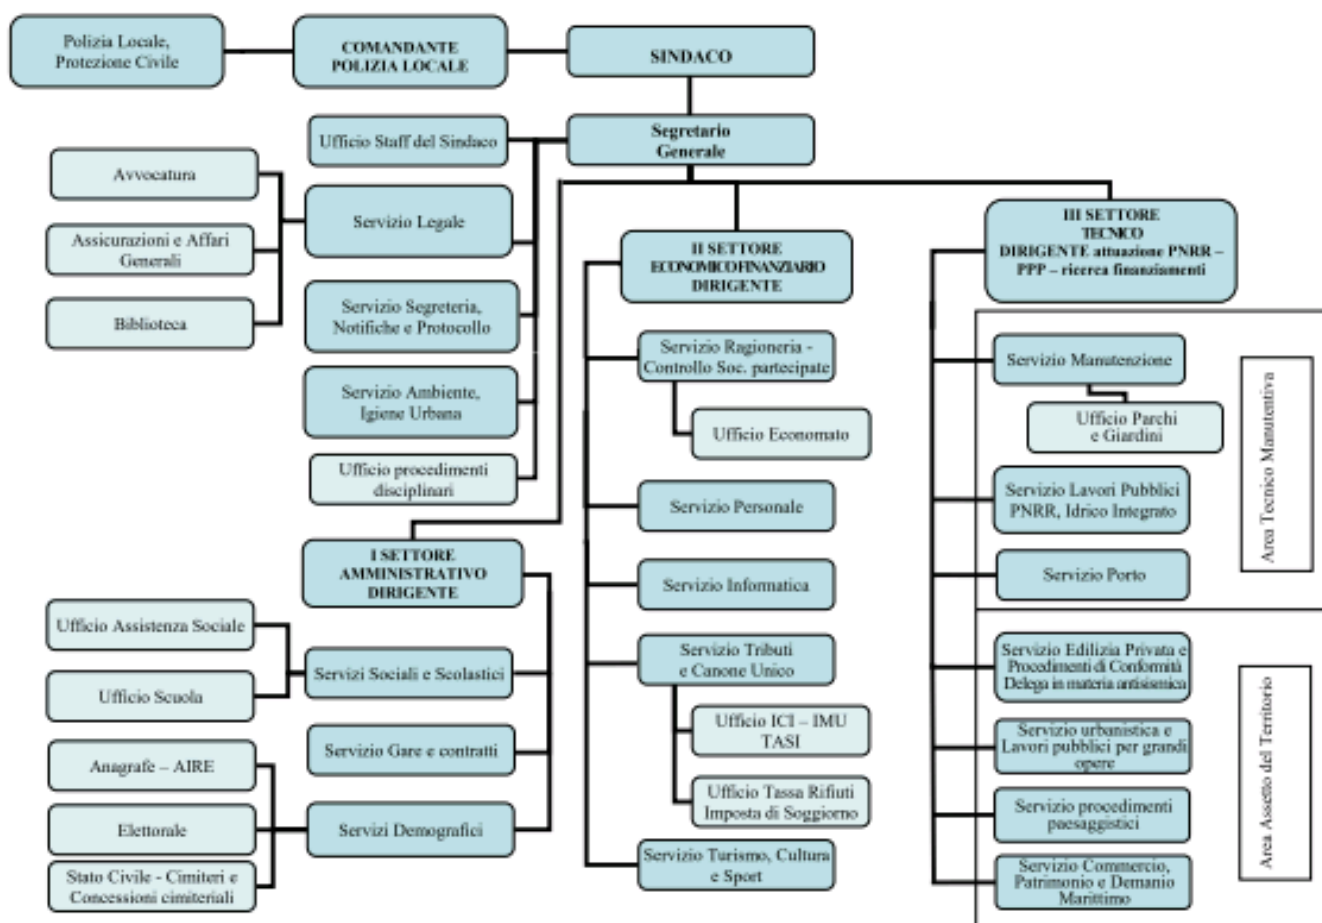 Polizia Locale,
Protezione Civile
COMANDANTE
POLIZIA LOCALE
SINDACO
Segretario
Generale
Ufficio Staff del Sindaco
Avvocatura
Servizio Legale
Assicurazioni e Affari
Generali
Biblioteca
Servizio Segreteria,
Notifiche e Protocollo
Servizio Ambiente,
Igiene Urbana
Ufficio procedimenti
disciplinari
I SETTORE
AMMINISTRATIVO
DIRIGENTE
Ufficio Assistenza Sociale
Servizi Sociali e Scolastici
Ufficio Scuola
Servizio Gare e contratti
Anagrafe – AIRE
Elettorale
Servizi Demografici
Stato Civile - Cimiteri e
Concessioni cimiteriali
II SETTORE
ECONOMICO FINANZIARIO
DIRIGENTE
Servizio Ragioneria -
Controllo Soc. partecipate
Ufficio Economato
Servizio Personale
Servizio Informatica
Servizio Tributi
e Canone Unico
Ufficio ICI – IMU
TASI
Ufficio Tassa Rifiuti
Imposta di Soggiorno
Servizio Turismo, Cultura
e Sport
III SETTORE
TECNICO
DIRIGENTE attuazione PNRR –
PPP – ricerca finanziamenti
Servizio Manutenzione
Ufficio Parchi
e Giardini
Servizio Lavori Pubblici
PNRR, Idrico Integrato
Servizio Porto
Area Tecnico Manutentiva
Servizio Edilizia Privata e
Procedimenti di Conformità
Delega in materia antisismica
Servizio urbanistica e
Lavori pubblici per grandi
opere
Servizio procedimenti
paesaggistici
Servizio Commercio,
Patrimonio e Demanio
Marittimo
Area Assetto del Territorio